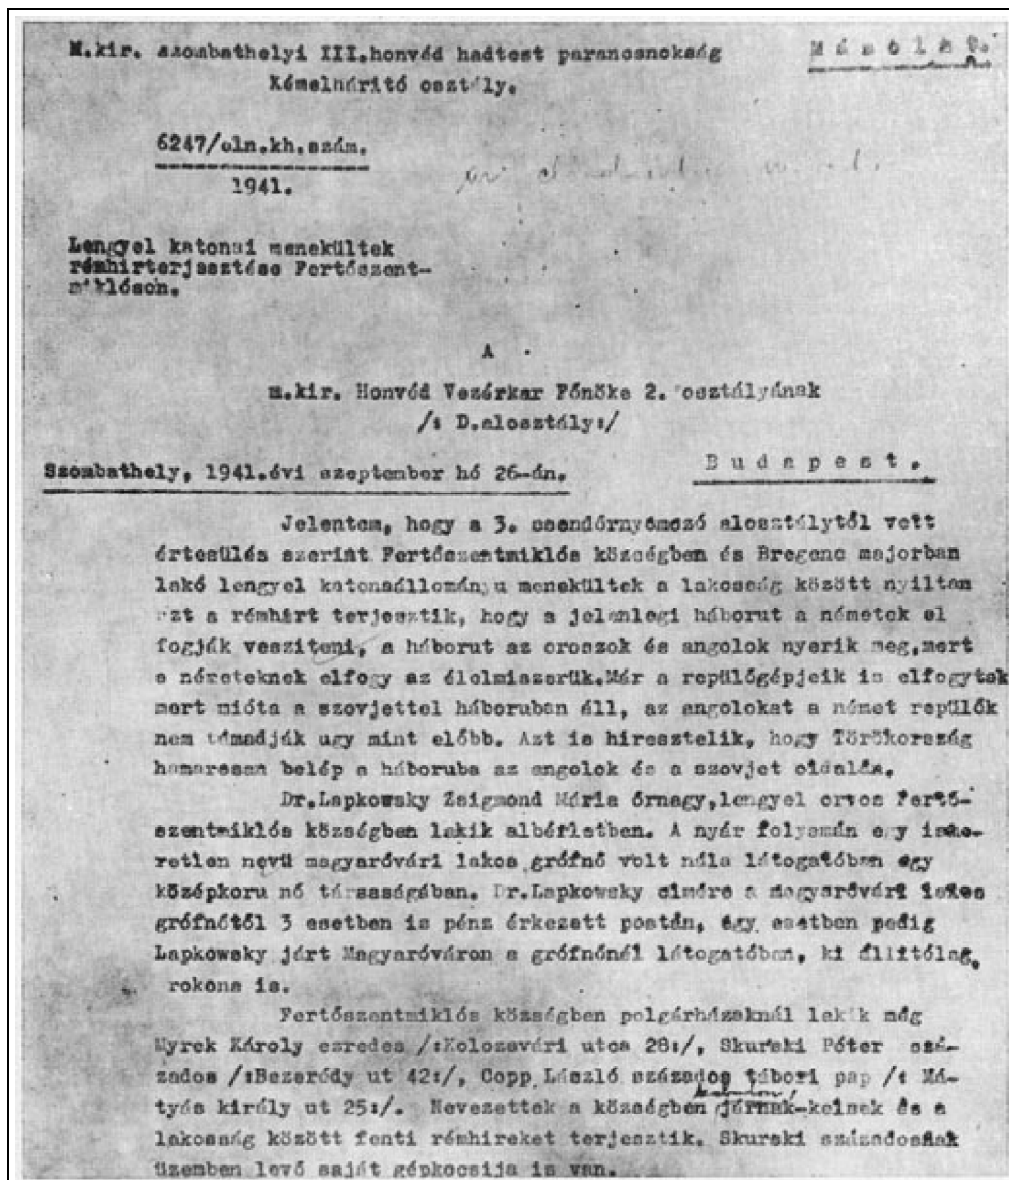 M.kir. szombathelyi III.honvéd hadtest parancsnokság
M á s o l a t.
Kémelhárító osztály.
6247/eln.kh.szám.
1941.
Lengyel katonai menekültek
rémhirterjesztése Fertőszent-
miklóson.
A
m.kir. Honvéd Vezérkar Főnöke 2. osztályának
/: D.alosztály:/
B u d a p e s t .
Szombathely, 1941.évi szeptember hó 26-án.
Jelentem, hogy a 3. csendőrnyomozó alosztálytól vett
értesülés szerint Fertőszentmiklós községben és Bregenc majorban
lakó lengyel katonaállományu menekültek a lakosság között nyiltan
ezt a rémhirt terjesztik, hogy a jelenlegi háborut a németek el
fogják vesziteni, a háborut az oroszok és angolok nyerik meg,mert
a németeknek elfogy az élelmiszerük.Már a repülőgépjeik is elfogytak
mert mióta a szovjettel háboruban áll, az angolokat a német repülők
nem támadják ugy mint előbb. Azt is hiresztelik, hogy Törökország
hamarosan belép a háboruba az angolok és a szovjet oldalán.
Dr.Lapkowsky Zsigmond Mária őrnagy,lengyel orvos Fertő-
szentmiklós községben lakik albérletben. A nyár folyamán egy isme-
retlen nevü magyaróvári lakos grófnő volt nála látogatóban egy
középkoru nő társaságában. Dr.Lapkowsky cimére a magyaróvári
grófnőtől 3 esetben is pénz érkezett postán, egy esetben pedig
Lapkowsky járt Magyaróváron a grófnőnél látogatóban, ki állitólag
rokona is.
Fertőszentmiklós községben polgárházaknál lakik még
Myrek Károly ezredes /:Kolozsvári utca 28:/, Skurski Péter szá-
zados /:Bezerédy ut 42:/, Copp László százados tábori pap /: Má-
tyás király ut 25:/. Nevezettek a községben járnak-kelnek és a
lakosság között fenti rémhireket terjesztik. Skurski századosnak
üzemben levő saját gépkocsija is van.